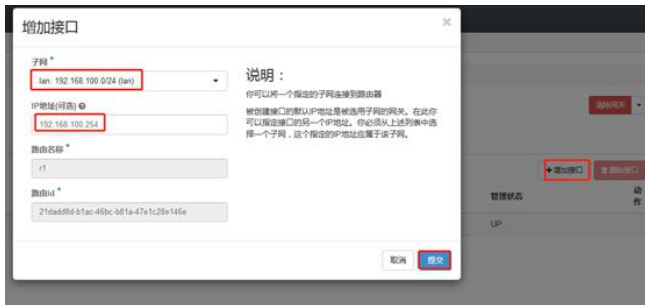 增加接口
×
子网 *
lan: 192.168.100.0/24 (lan)
IP地址(可选)
192.168.100.254
路由名称 *
r1
路由id *
21dadd8d-b1ac-46bc-b81a-47e1c28e146e
说明：
你可以将一个指定的子网连接到路由器
被创建接口的默认IP地址是被选用子网的网关。在此你
可以指定接口的另一个IP地址。你必须从上述列表中选
择一个子网，这个指定的IP地址应属于该子网。
取消
提交
清除网关
+增加接口
删除接口
管理状态
动作
UP